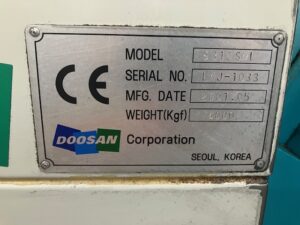 CE
MODEL
SERIAL NO.
MFG. DATE
WEIGHT(Kgf)
DOOSAN Corporation
SEOUL, KOREA